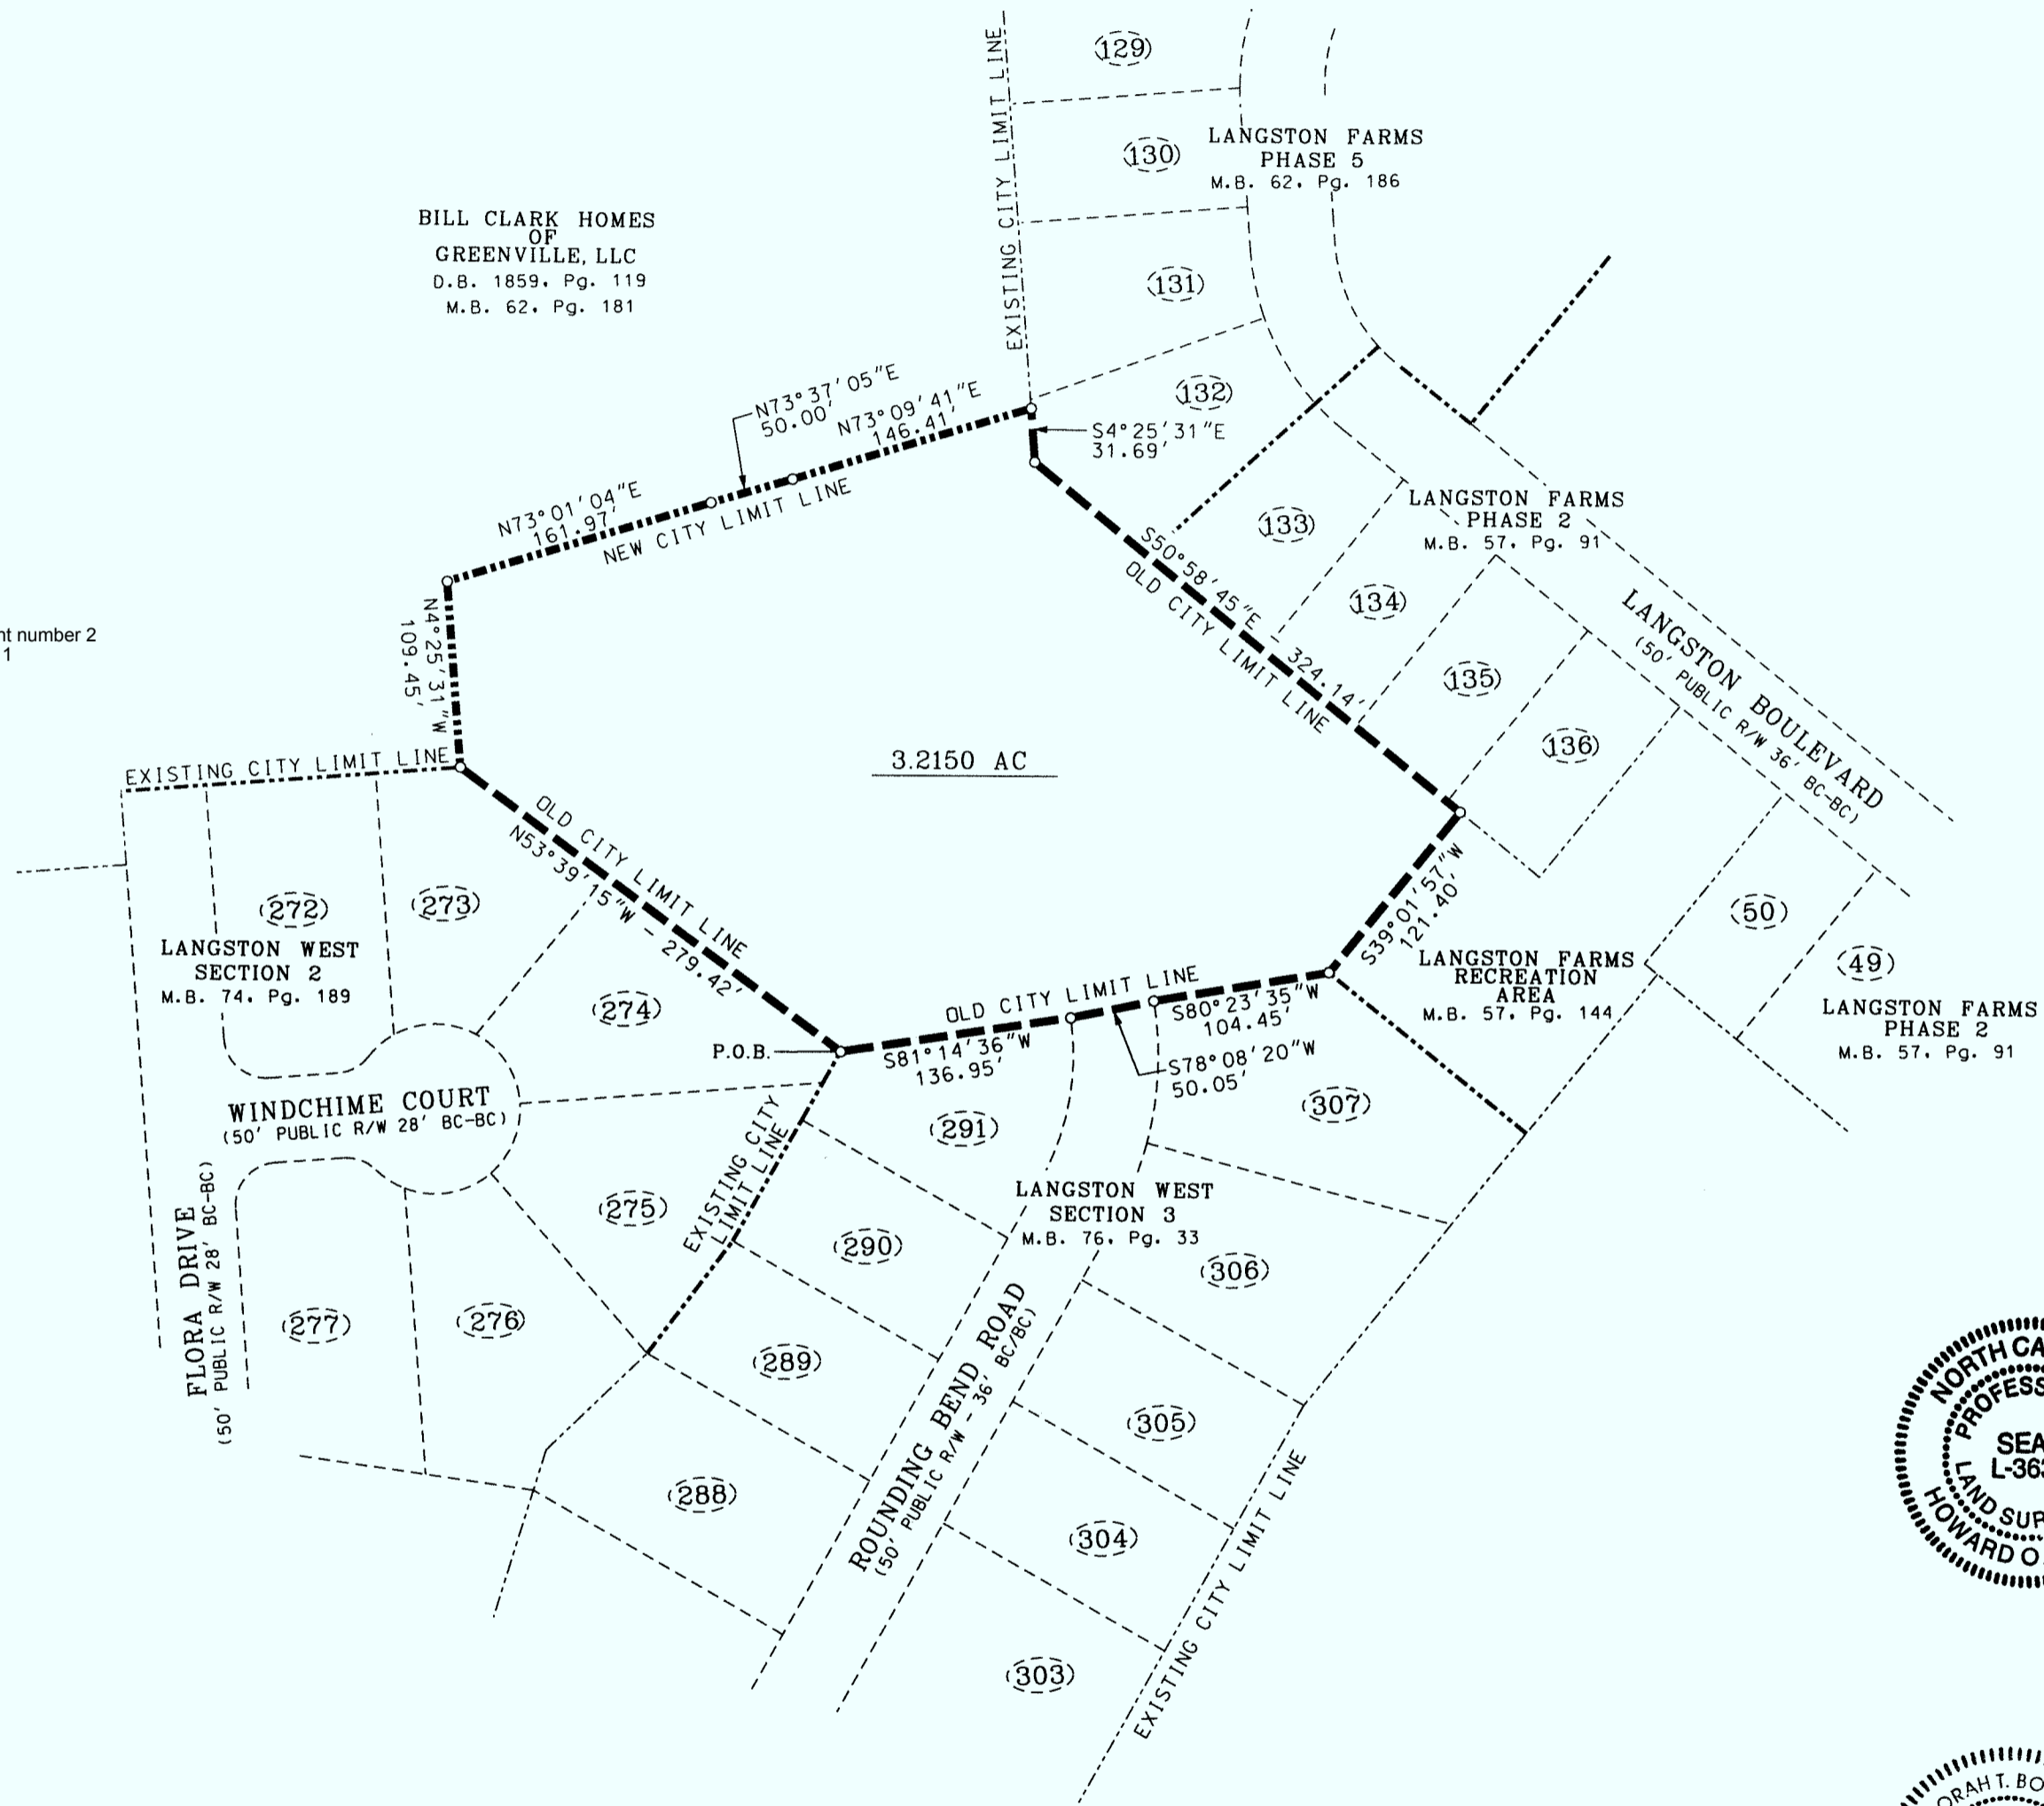 EXISTING CITY LIMIT LINE
(129)
(130)
LANGSTON FARMS
PHASE 5
M.B. 62, Pg. 186
(131)
(132)
BILL CLARK HOMES
OF
GREENVILLE, LLC
D.B. 1859, Pg. 119
M.B. 62, Pg. 181
N73°37'05"E
50.00'
N73°09'41"E
146.41'
S4°25'31"E
31.69'
N73°01'04"E
161.97'
NEW CITY LIMIT LINE
LANGSTON FARMS
PHASE 2
M.B. 57, Pg. 91
(133)
(134)
(135)
(136)
S50°58'45"E - 324.14'
OLD CITY LIMIT LINE
LANGSTON BOULEVARD
(50' PUBLIC R/W 36' BC-BC)
nt number 2
1
N4°25'31"W
109.45'
3.2150 AC
EXISTING CITY LIMIT LINE
OLD CITY LIMIT LINE
N53°39'15"W - 279.42'
(272)
(273)
LANGSTON WEST
SECTION 2
M.B. 74, Pg. 189
(274)
S39°01'57"W
121.40'
(50)
(49)
LANGSTON FARMS
RECREATION
AREA
M.B. 57, Pg. 144
LANGSTON FARMS
PHASE 2
M.B. 57, Pg. 91
OLD CITY LIMIT LINE
P.O.B.
S81°14'36"W
136.95'
S80°23'35"W
104.45'
S78°08'20"W
50.05'
WINDCHIME COURT
(50' PUBLIC R/W 28' BC-BC)
(291)
(307)
EXISTING CITY
LIMIT LINE
FLORA DRIVE
(50' PUBLIC R/W 28' BC-BC)
(275)
LANGSTON WEST
SECTION 3
M.B. 76, Pg. 33
(290)
(306)
(277)
(276)
(289)
(305)
ROUNDING BEND ROAD
(50' PUBLIC R/W - 36' BC/BC)
(288)
(304)
EXISTING CITY LIMIT LINE
(303)
NORTH CA
PROFESS
SEA
L-363
LAND SUR
HOWARD O.
ORAH T. BO